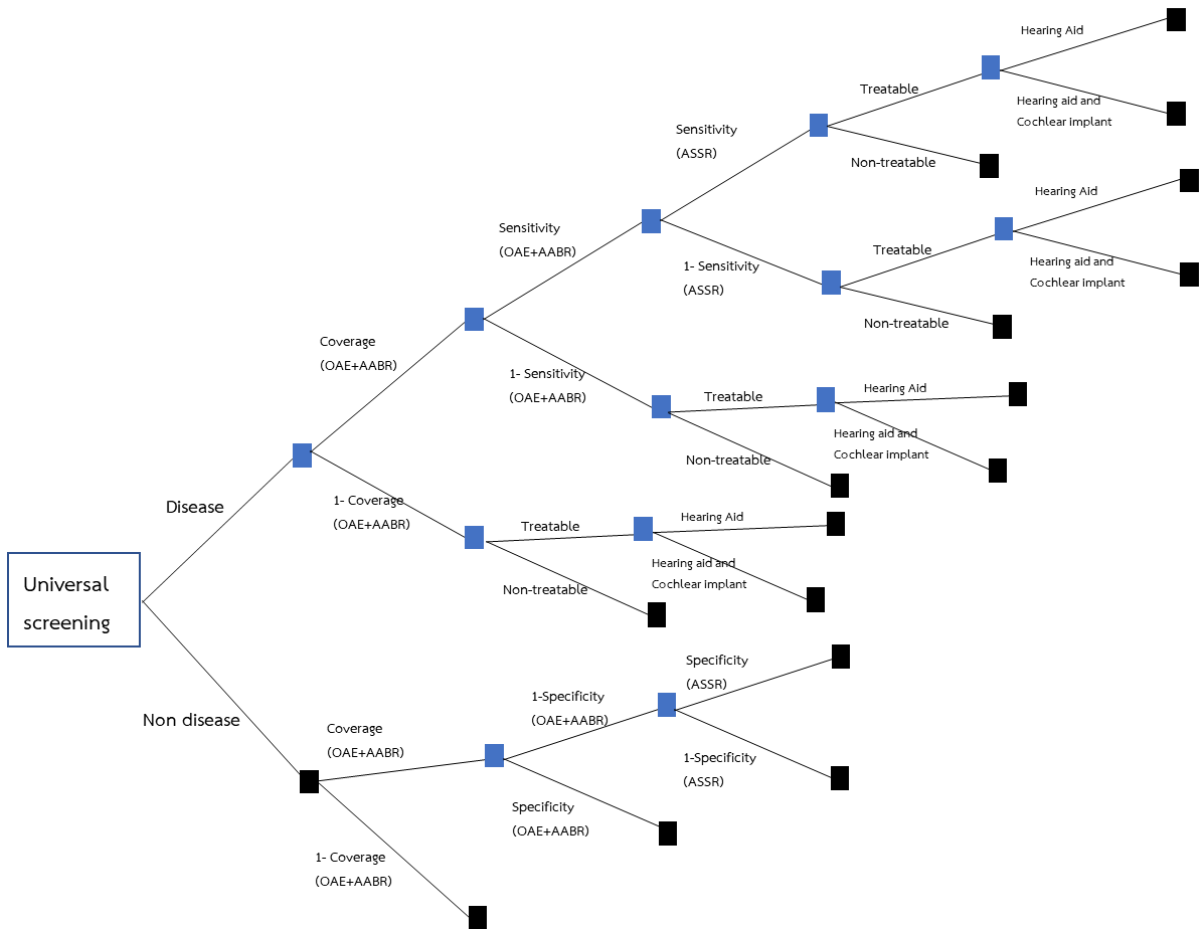 Hearing Aid
Treatable
Hearing aid and
Cochlear implant
Sensitivity
(ASSR)
Non-treatable
Hearing Aid
Sensitivity
(OAE+AABR)
Treatable
1- Sensitivity
(ASSR)
Hearing aid and
Cochlear implant
Non-treatable
Coverage
(OAE+AABR)
1- Sensitivity
(OAE+AABR)
Treatable
Hearing Aid
Hearing aid and
Cochlear implant
Non-treatable
Disease
1- Coverage
(OAE+AABR)
Treatable
Hearing Aid
Hearing aid and
Cochlear implant
Non-treatable
Universal
screening
Non disease
Coverage
(OAE+AABR)
1-Specificity
(OAE+AABR)
Specificity
(ASSR)
1-Specificity
(ASSR)
Specificity
(OAE+AABR)
1- Coverage
(OAE+AABR)